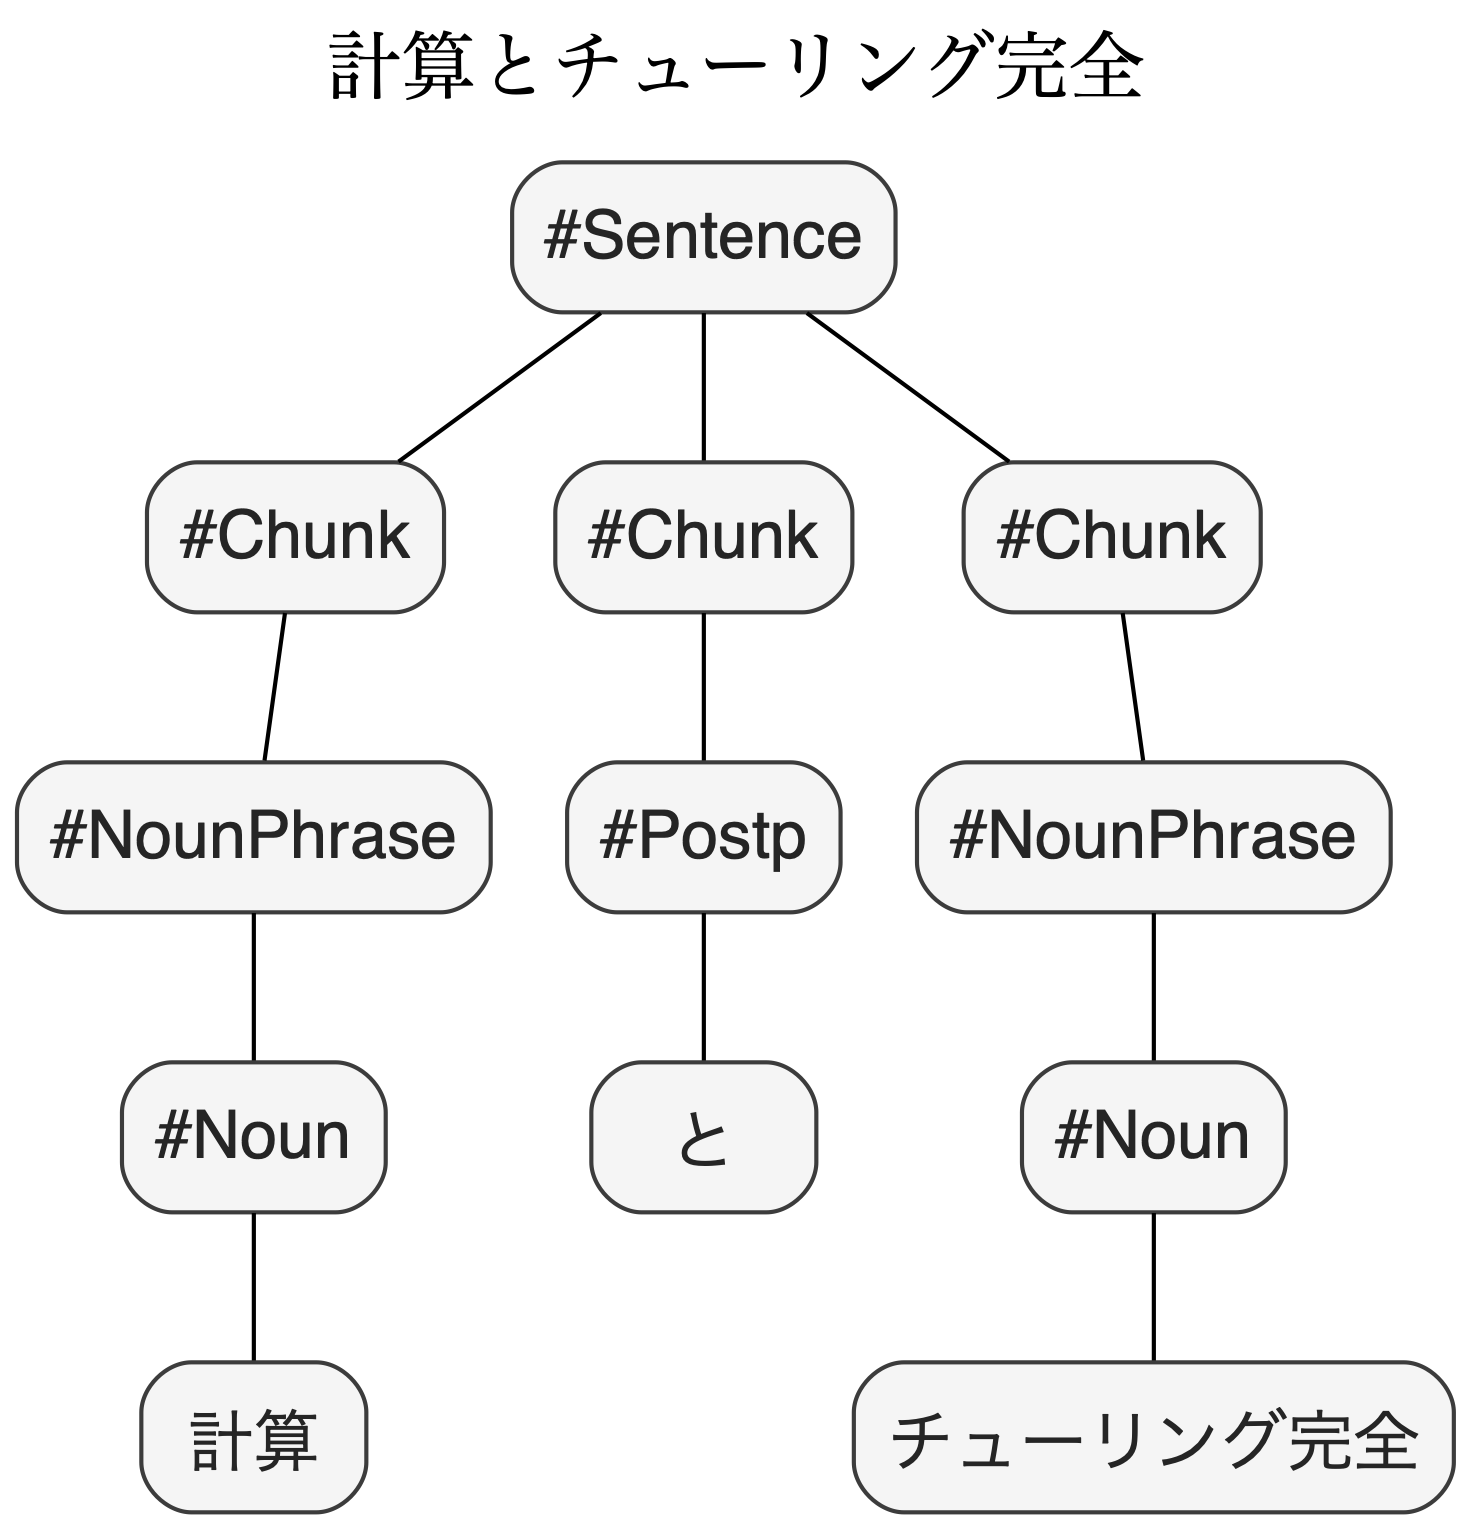 計算とチューリング完全
#Sentence
#Chunk
#Chunk
#Chunk
#NounPhrase
#Postp
#NounPhrase
#Noun
と
#Noun
計算
チューリング完全